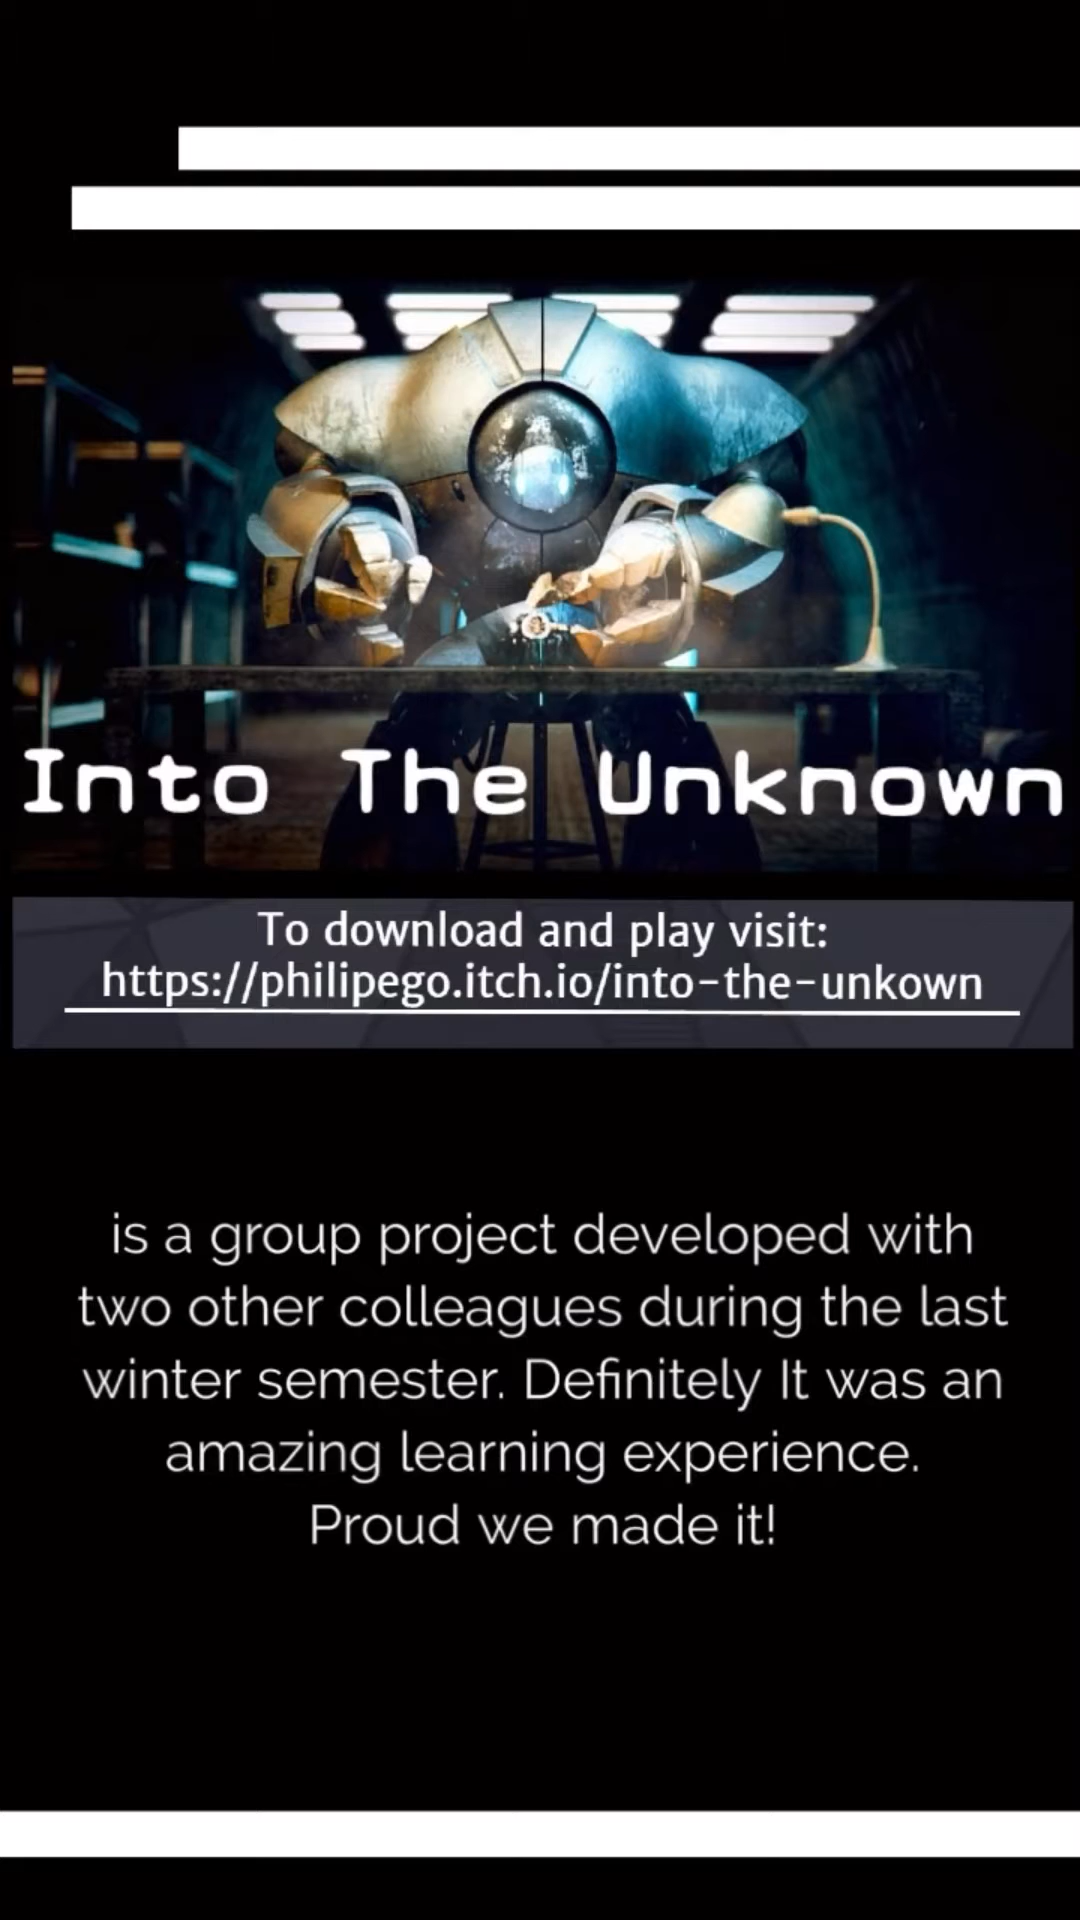 Into The Unknown
To download and play visit:
https://philipego.itch.io/into-the-unkown
is a group project developed with
two other colleagues during the last
winter semester. Definitely It was an
amazing learning experience.
Proud we made it!